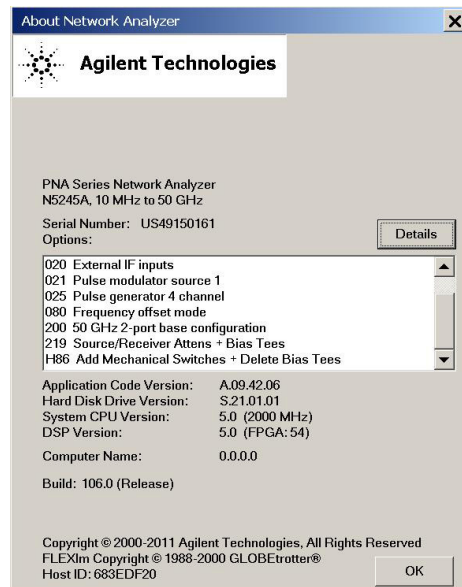 About Network Analyzer
Agilent Technologies
PNA Series Network Analyzer
N5245A, 10 MHz to 50 GHz
Serial Number: US49150161
Options:
Details
020 External IF inputs
021 Pulse modulator source 1
025 Pulse generator 4 channel
080 Frequency offset mode
200 50 GHz 2-port base configuration
219 Source/Receiver Attens + Bias Tees
H86 Add Mechanical Switches + Delete Bias Tees
Application Code Version: A.09.42.06
Hard Disk Drive Version: S.21.01.01
System CPU Version: 5.0 (2000 MHz)
DSP Version: 5.0 (FPGA: 54)
Computer Name: 0.0.0.0
Build: 106.0 (Release)
Copyright © 2000-2011 Agilent Technologies, All Rights Reserved
FLEXlm Copyright © 1988-2000 GLOBEtrotter®
Host ID: 683EDF20
OK